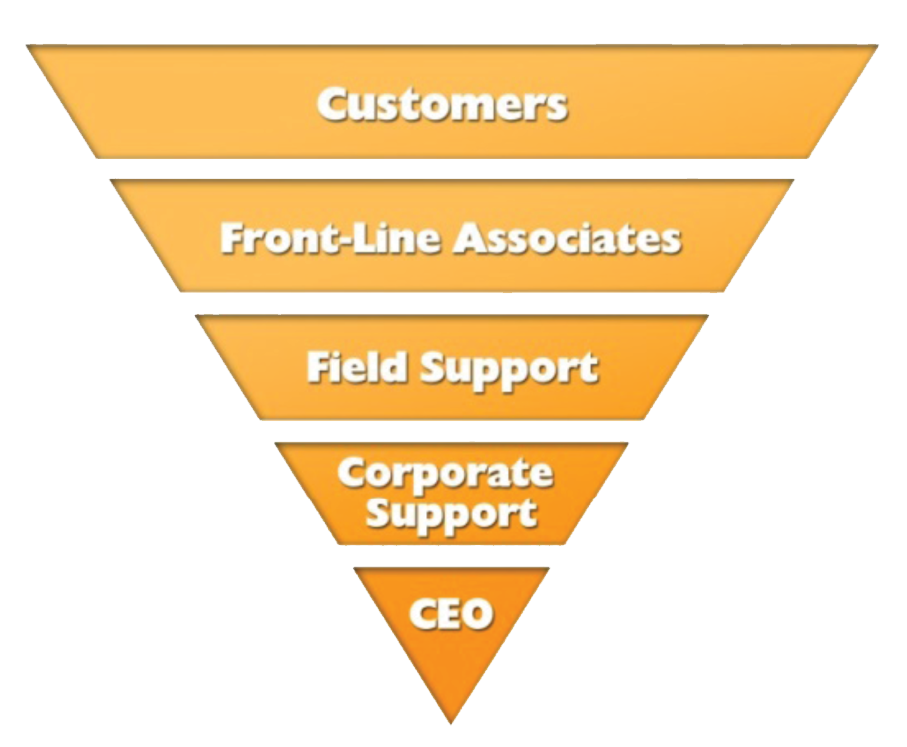 Customers
Front-Line Associates
Field Support
Corporate
Support
CEO